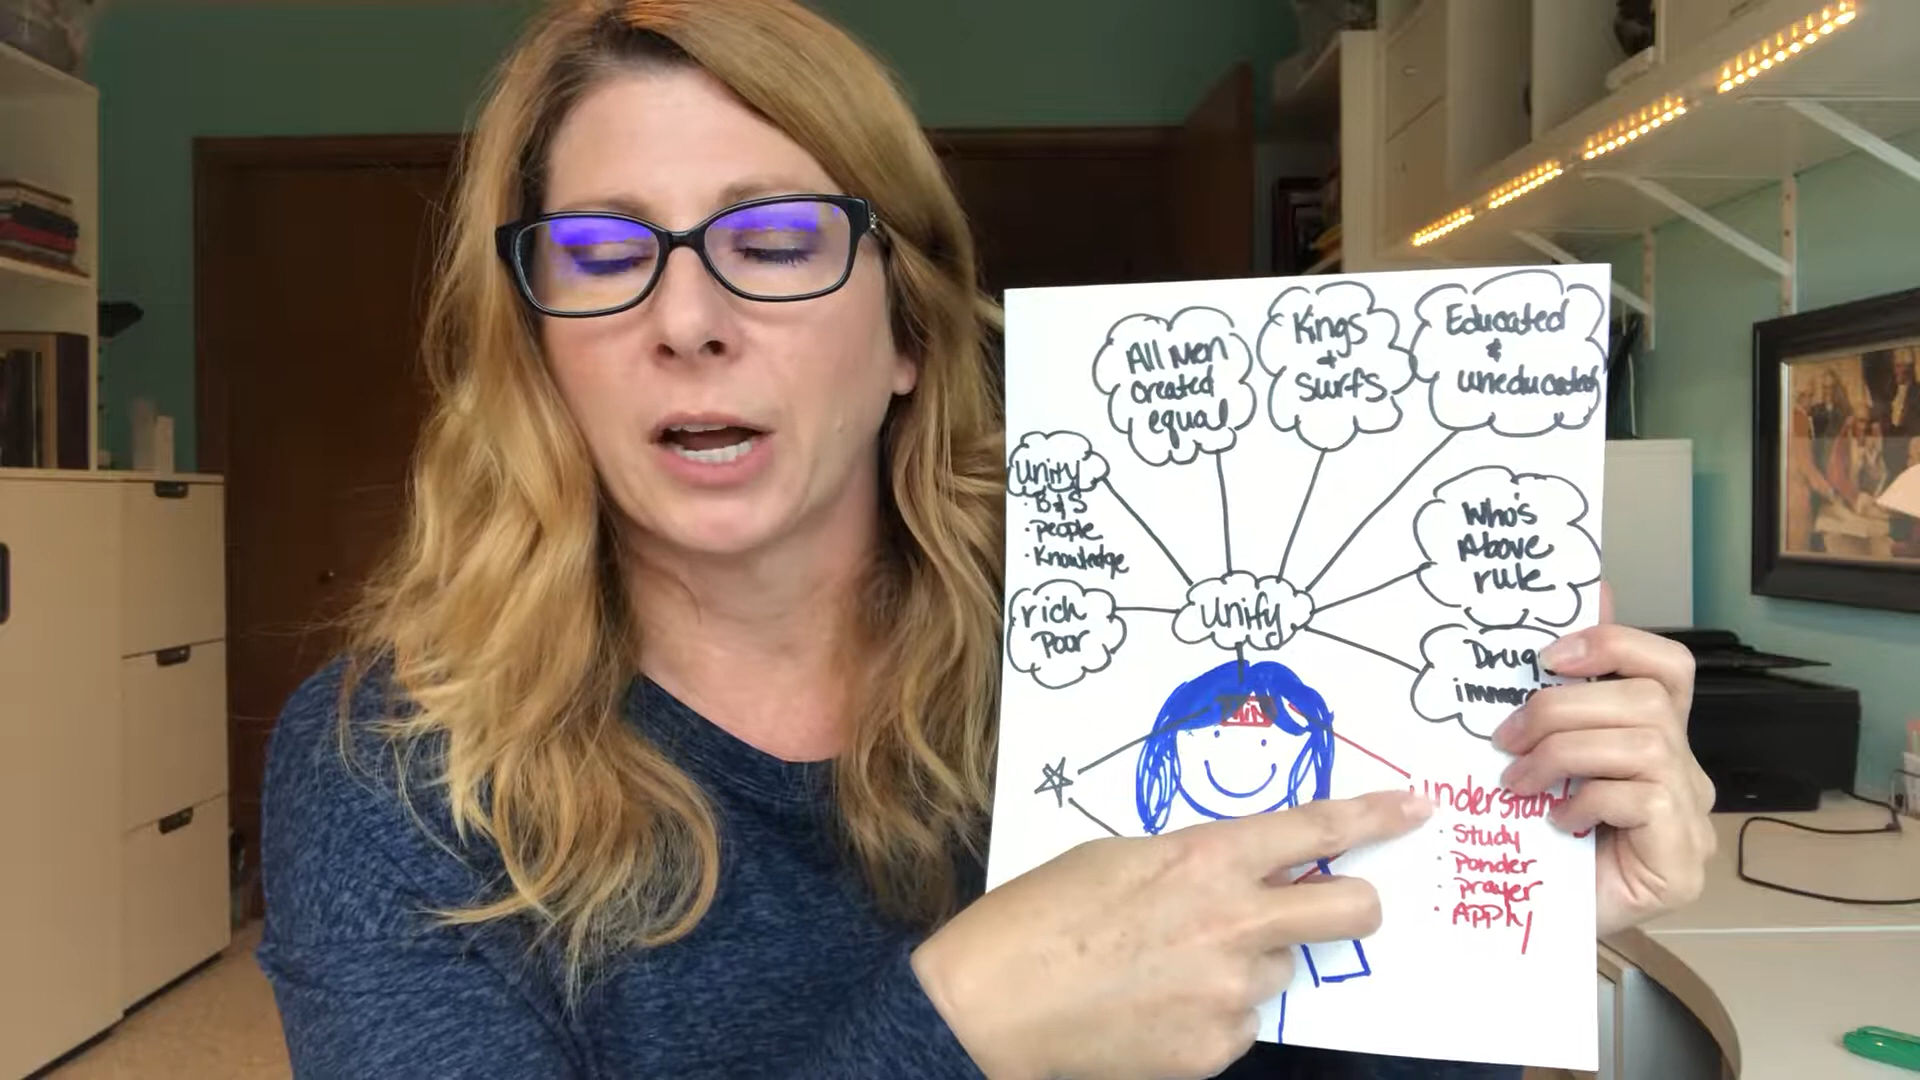 All Men
created
equal
Kings
&
Surfs
Educated
&
uneducated
Unity
· B&S
· People
· Knowledge
Who's
Above
rule
rich
Poor
Unify
understand
· Study
· Ponder
· prayer
· Apply